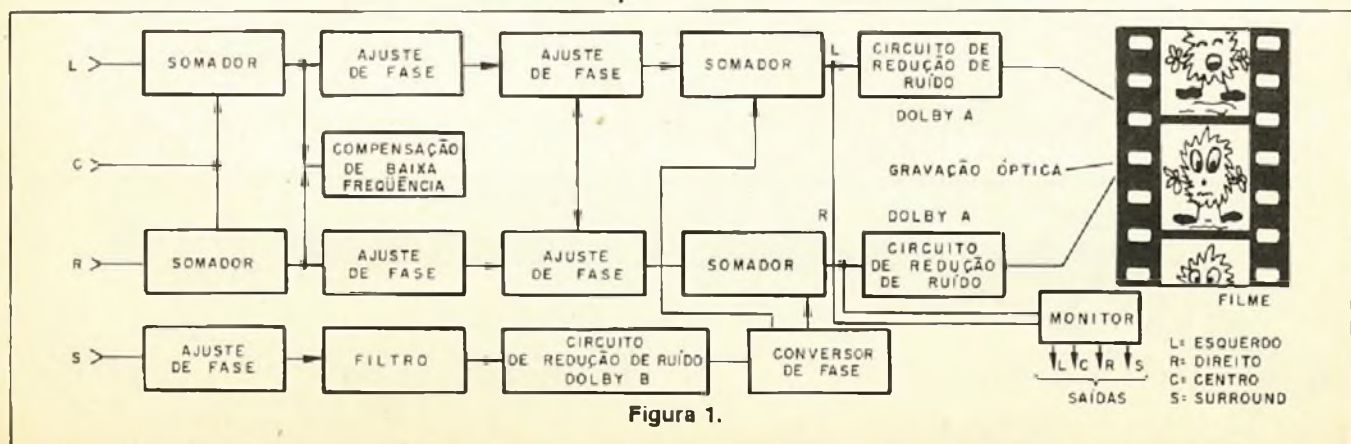 L
SOMADOR
AJUSTE
DE FASE
AJUSTE
DE FASE
SOMADOR
L
CIRCUITO DE
REDUÇÃO DE
RUÍDO
DOLBY A
C
COMPENSAÇÃO
DE BAIXA
FREQÜÊNCIA
GRAVAÇÃO ÓPTICA
R
SOMADOR
AJUSTE
DE FASE
AJUSTE
DE FASE
SOMADOR
R
DOLBY A
CIRCUITO
DE REDUÇÃO
DE RUÍDO
FILME
S
AJUSTE
DE FASE
FILTRO
CIRCUITO
DE REDUÇÃO DE RUÍDO
DOLBY B
CONVERSOR
DE FASE
MONITOR
L C R S
SAÍDAS
L= ESQUERDO
R= DIREITO
C= CENTRO
S= SURROUND
Figura 1.